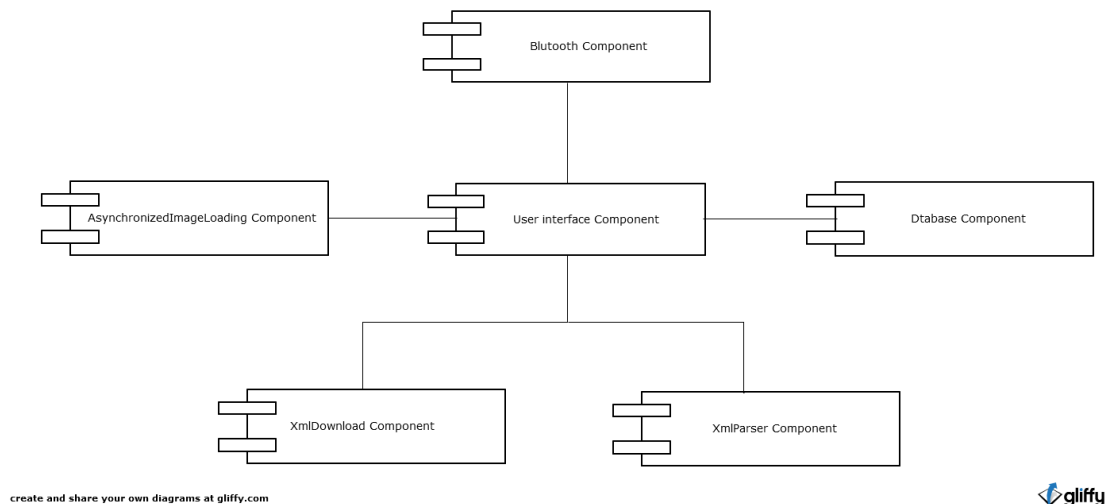 Blutooth Component
AsynchronizedImageLoading Component
User interface Component
Dtabase Component
XmlDownload Component
XmlParser Component
create and share your own diagrams at gliffy.com
gliffy